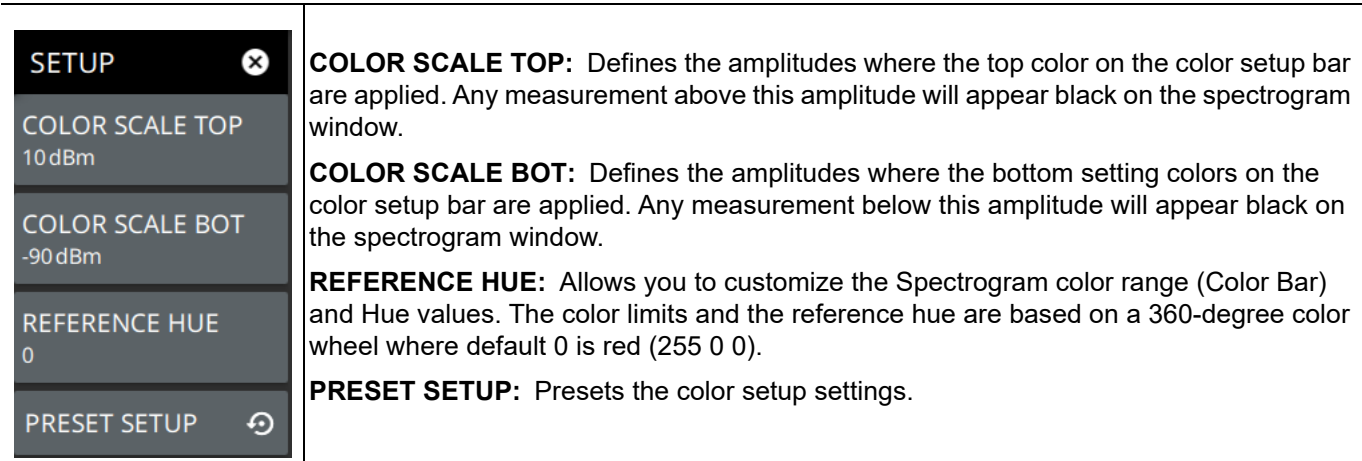 SETUP
COLOR SCALE TOP
10 dBm
COLOR SCALE BOT
-90 dBm
REFERENCE HUE
0
PRESET SETUP
COLOR SCALE TOP: Defines the amplitudes where the top color on the color setup bar
are applied. Any measurement above this amplitude will appear black on the spectrogram
window.
COLOR SCALE BOT: Defines the amplitudes where the bottom setting colors on the
color setup bar are applied. Any measurement below this amplitude will appear black on
the spectrogram window.
REFERENCE HUE: Allows you to customize the Spectrogram color range (Color Bar)
and Hue values. The color limits and the reference hue are based on a 360-degree color
wheel where default 0 is red (255 0 0).
PRESET SETUP: Presets the color setup settings.